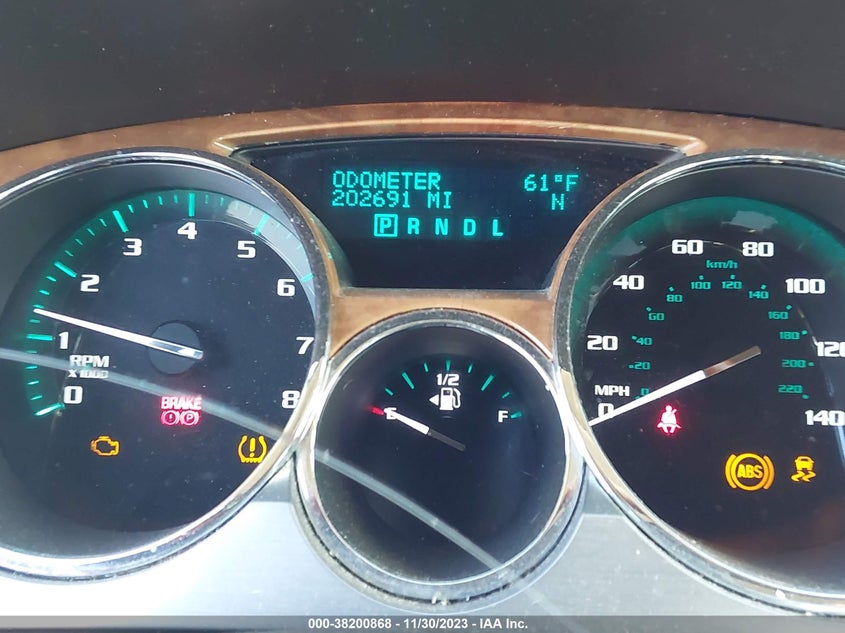 ODOMETER 61°F
202691 MI N
P R N D L
0 1 2 3 4 5 6 7 8
RPM
X 1000
BRAKE
P
1/2
E F
0 20 40 60 80 100 120 140
MPH
km/h
0 20 40 60 80 100 120 140 160 180 200 220
ABS
000-38200868 - 11/30/2023 - IAA Inc.